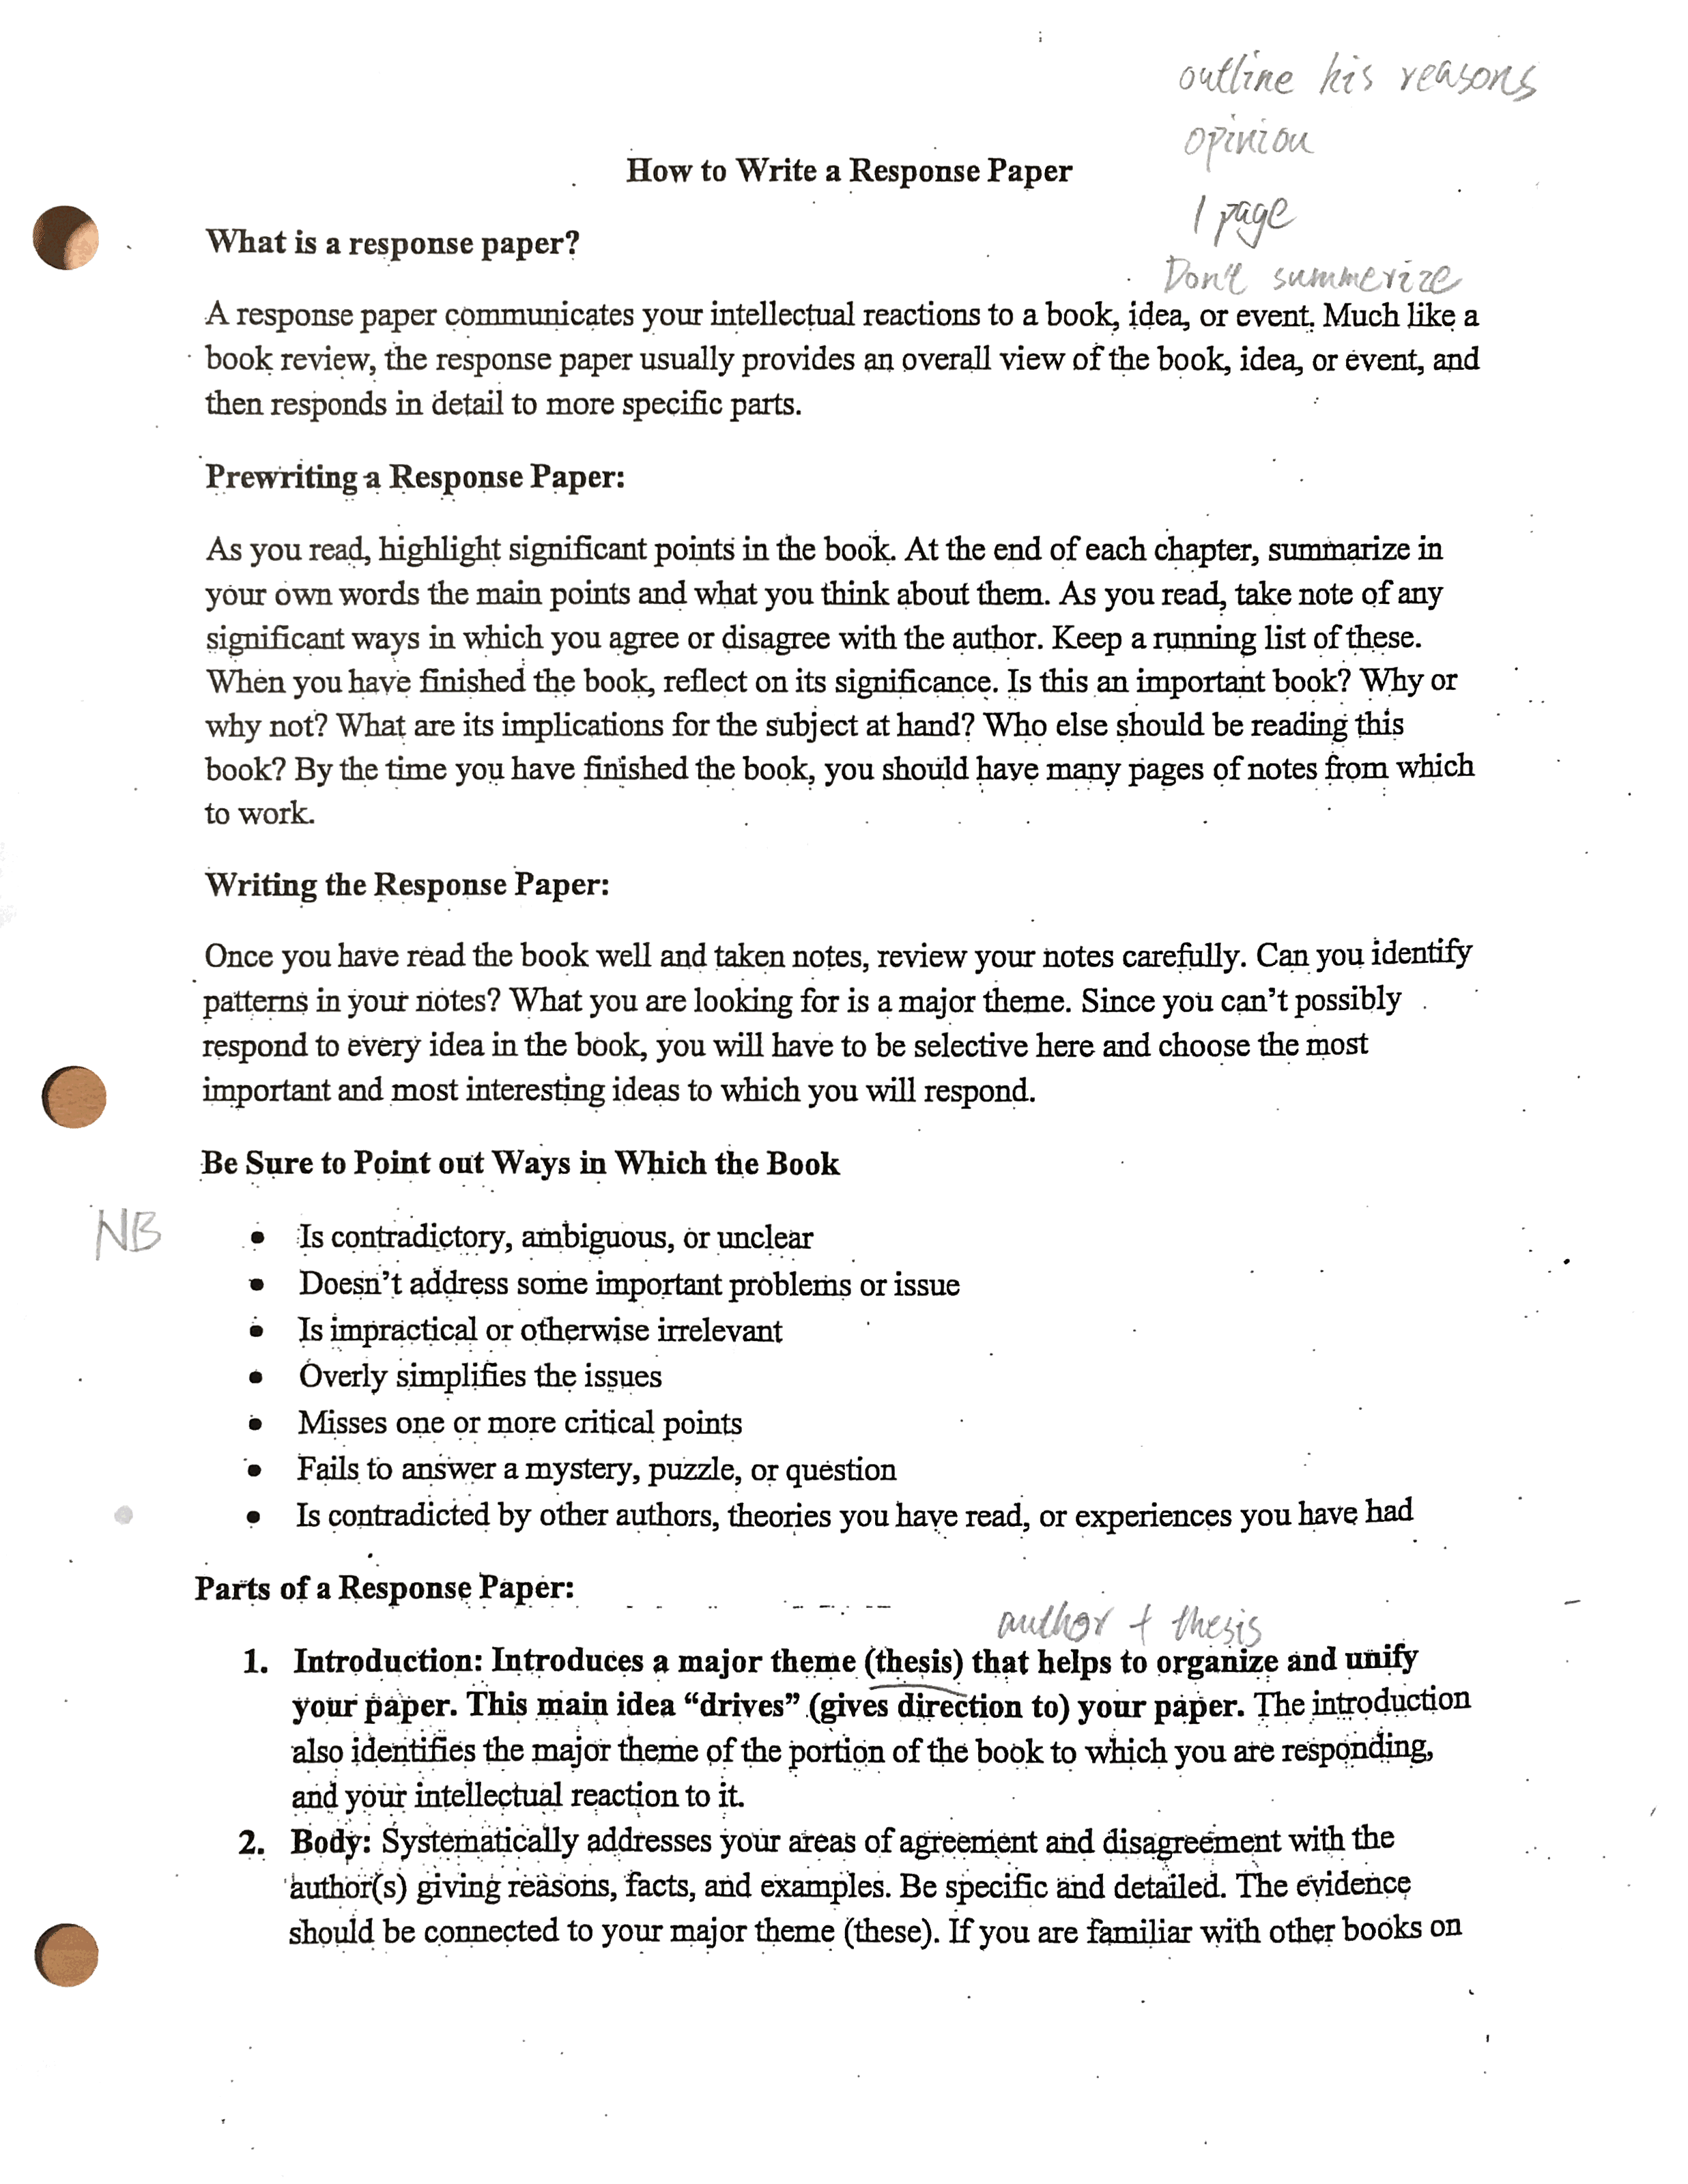 outline his reasons
opinion
How to Write a Response Paper
1 page
What is a response paper?
Don't summerize
A response paper communicates your intellectual reactions to a book, idea, or event. Much like a
book review, the response paper usually provides an overall view of the book, idea, or event, and
then responds in detail to more specific parts.
Prewriting a Response Paper:
As you read, highlight significant points in the book. At the end of each chapter, summarize in
your own words the main points and what you think about them. As you read, take note of any
significant ways in which you agree or disagree with the author. Keep a running list of these.
When you have finished the book, reflect on its significance. Is this an important book? Why or
why not? What are its implications for the subject at hand? Who else should be reading this
book? By the time you have finished the book, you should have many pages of notes from which
to work.
Writing the Response Paper:
Once you have read the book well and taken notes, review your notes carefully. Can you identify
patterns in your notes? What you are looking for is a major theme. Since you can't possibly
respond to every idea in the book, you will have to be selective here and choose the most
important and most interesting ideas to which you will respond.
Be Sure to Point out Ways in Which the Book
NB
• Is contradictory, ambiguous, or unclear
• Doesn't address some important problems or issue
• Is impractical or otherwise irrelevant
• Overly simplifies the issues
• Misses one or more critical points
• Fails to answer a mystery, puzzle, or question
• Is contradicted by other authors, theories you have read, or experiences you have had
Parts of a Response Paper:
author + thesis
1. Introduction: Introduces a major theme (thesis) that helps to organize and unify
your paper. This main idea “drives” (gives direction to) your paper. The introduction
also identifies the major theme of the portion of the book to which you are responding,
and your intellectual reaction to it.
2. Body: Systematically addresses your areas of agreement and disagreement with the
author(s) giving reasons, facts, and examples. Be specific and detailed. The evidence
should be connected to your major theme (these). If you are familiar with other books on